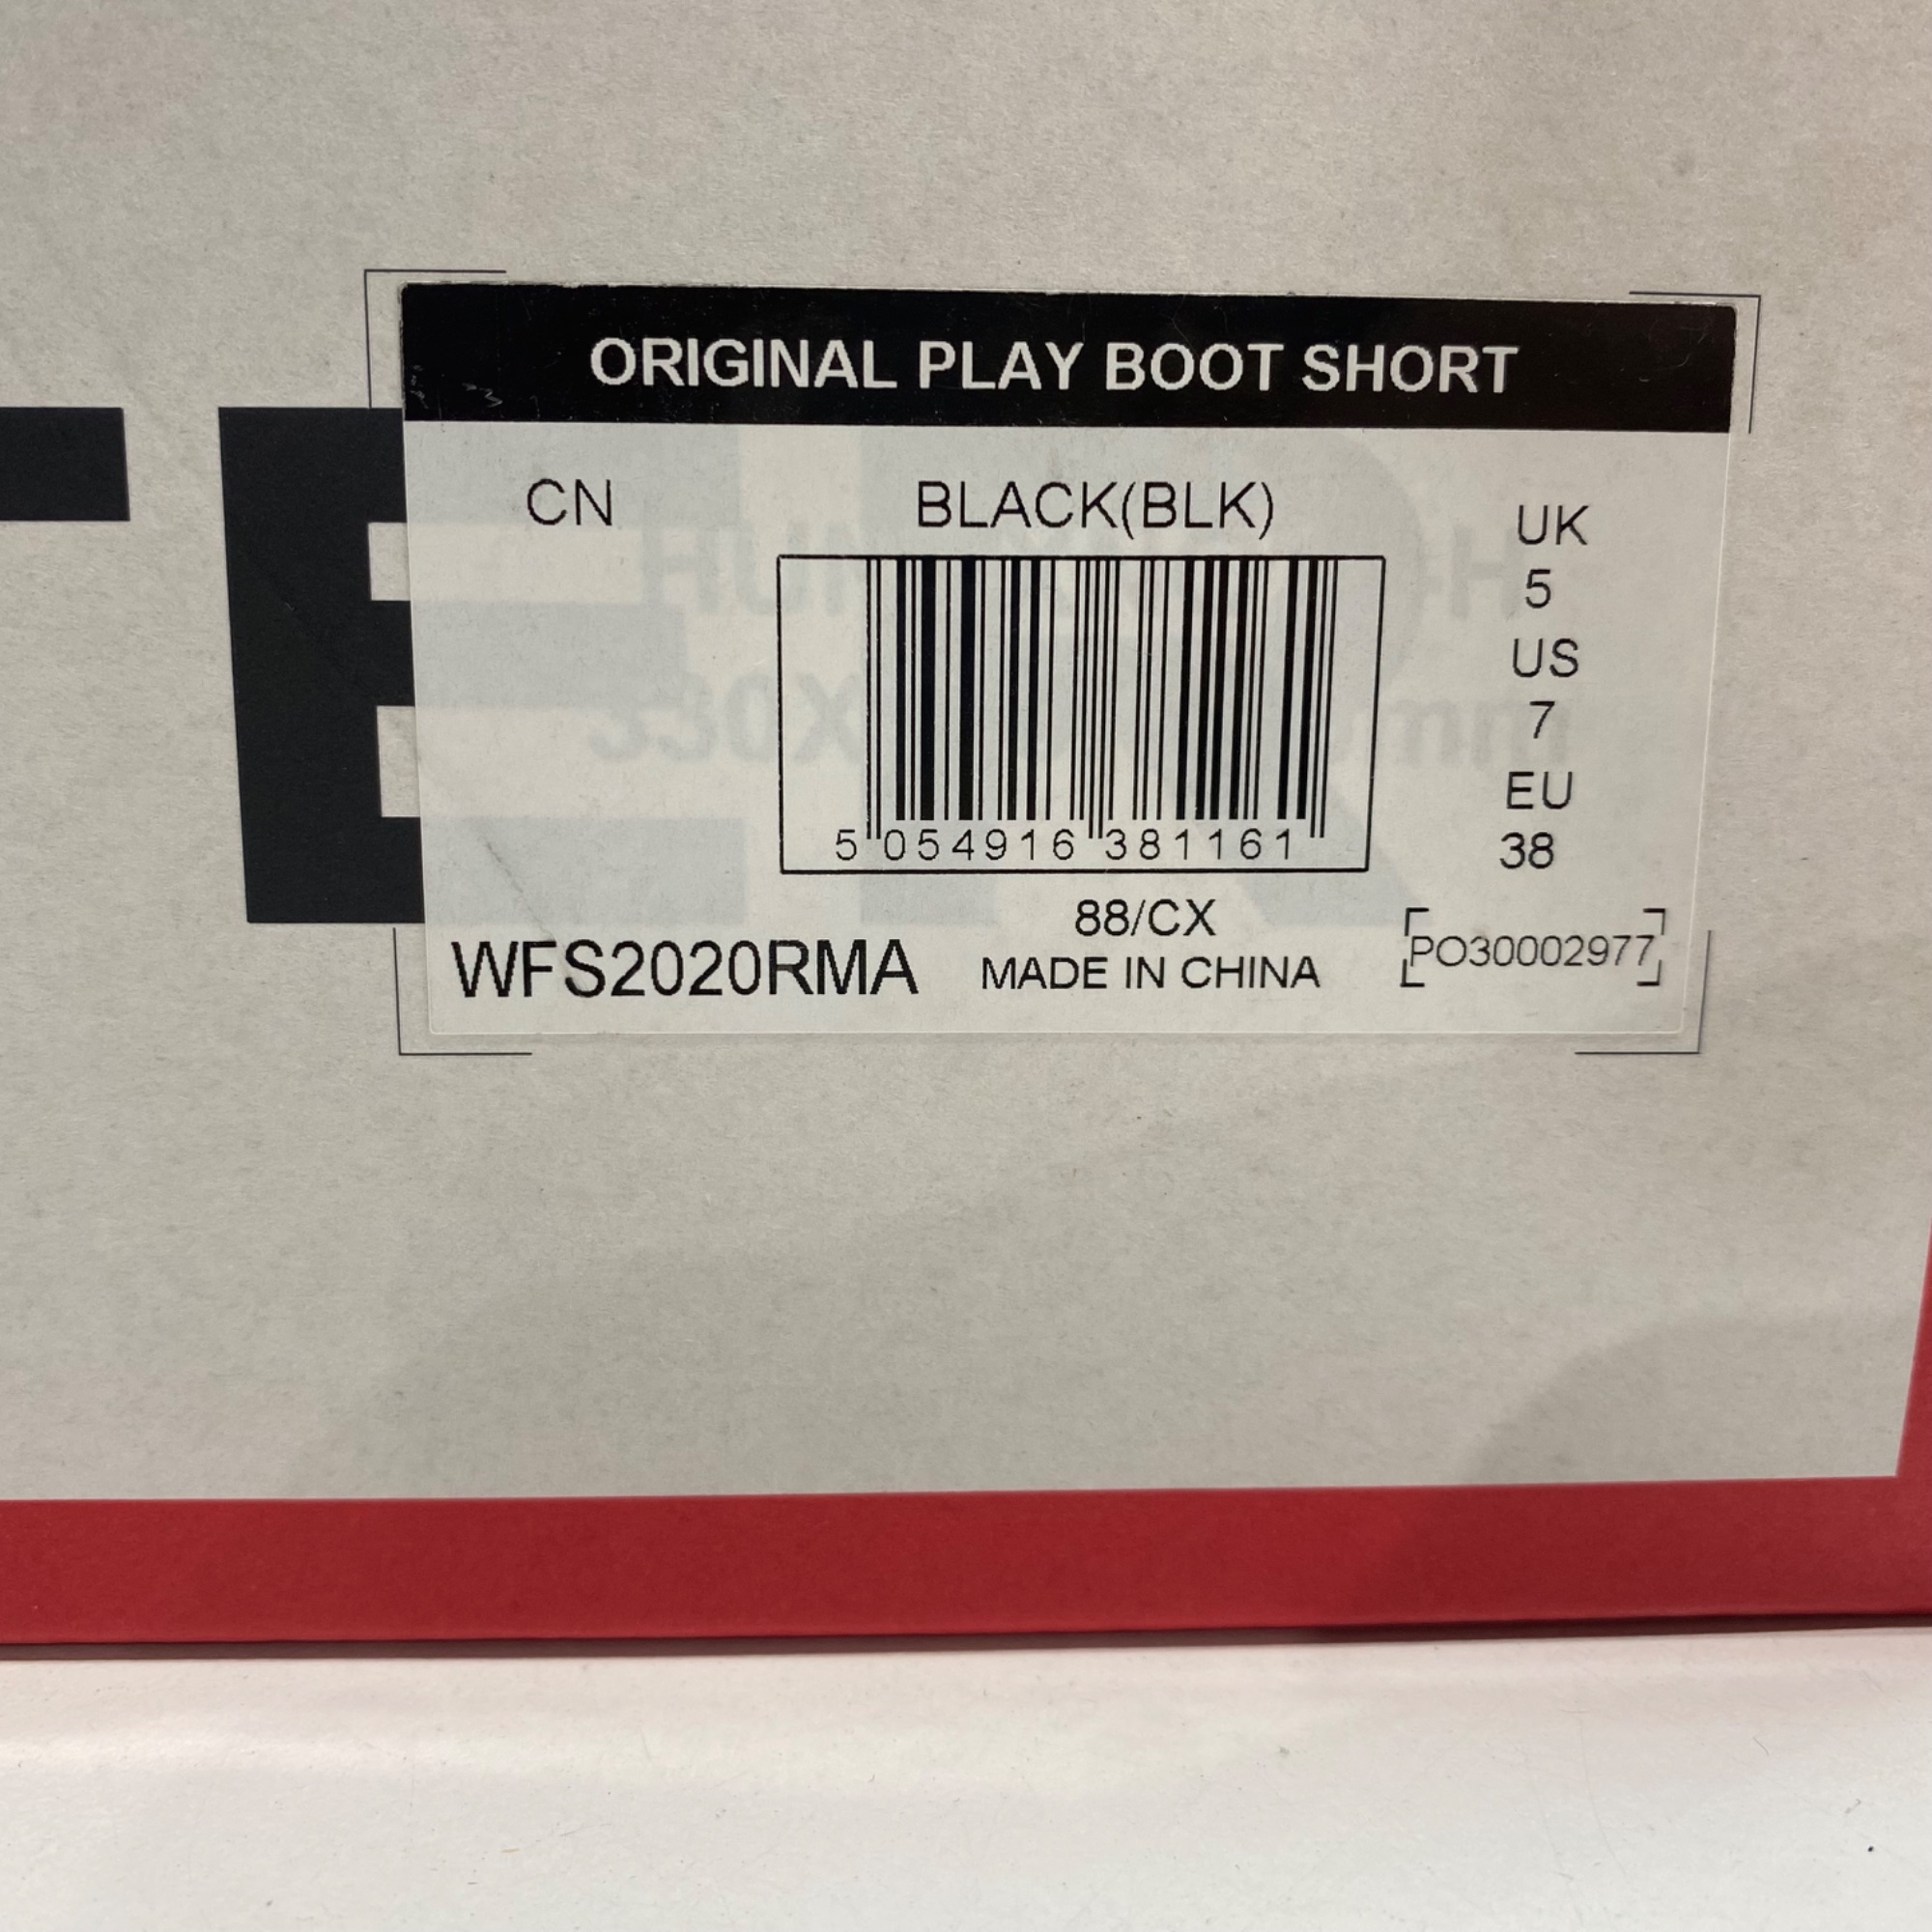 TE
ORIGINAL PLAY BOOT SHORT
CN
BLACK(BLK)
5 054916 381161
UK
5
US
7
EU
38
88/CX
WFS2020RMA
MADE IN CHINA
PO30002977